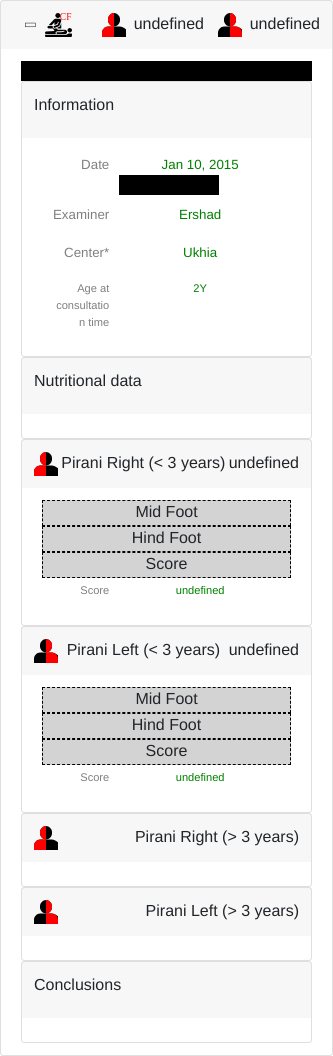 CF undefined undefined
Information
Date Jan 10, 2015
Examiner Ershad
Center* Ukhia
Age at 2Y
consultatio
n time
Nutritional data
Pirani Right (< 3 years) undefined
Mid Foot
Hind Foot
Score
Score undefined
Pirani Left (< 3 years) undefined
Mid Foot
Hind Foot
Score
Score undefined
Pirani Right (> 3 years)
Pirani Left (> 3 years)
Conclusions